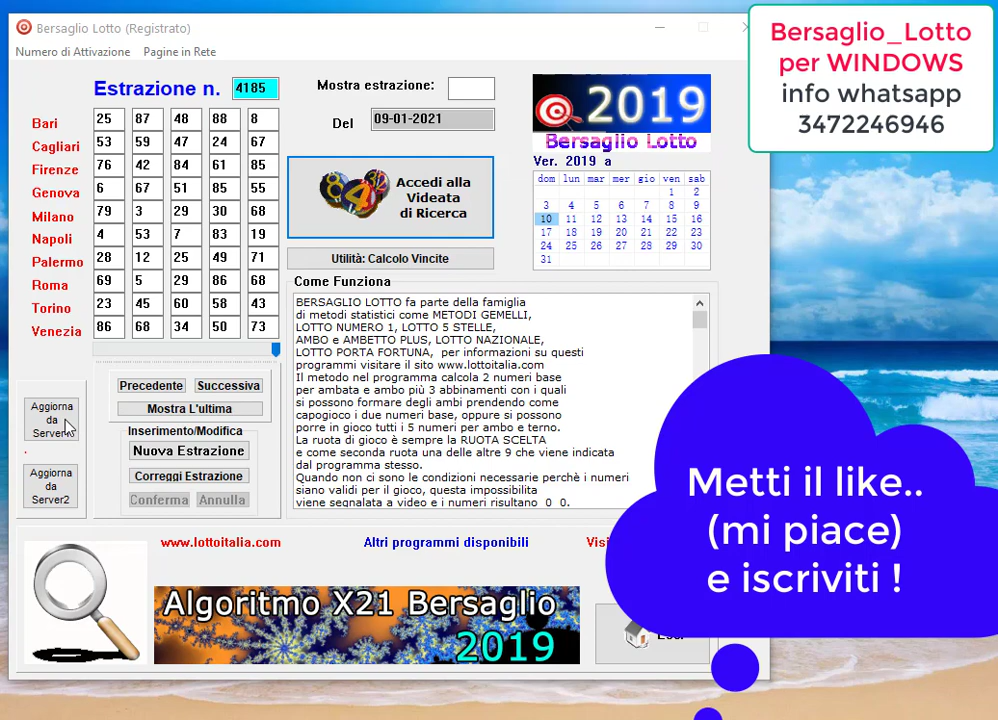 Bersaglio Lotto (Registrato)
Numero di Attivazione Pagine in Rete
Bersaglio_Lotto
per WINDOWS
info whatsapp
3472246946
Estrazione n. 4185
Mostra estrazione:
Del 09-01-2021
Bari 25 87 48 88 8
Cagliari 53 59 47 24 67
Firenze 76 42 84 61 85
Genova 6 67 51 85 55
Milano 79 3 29 30 68
Napoli 4 53 7 83 19
Palermo 28 12 25 49 71
Roma 69 5 29 86 68
Torino 23 45 60 58 43
Venezia 86 68 34 50 73
Accedi alla
Videata
di Ricerca
Utilità: Calcolo Vincite
2019
Bersaglio Lotto
Ver. 2019 a
dom lun mar mer gio ven sab
1 2
3 4 5 6 7 8 9
10 11 12 13 14 15 16
17 18 19 20 21 22 23
24 25 26 27 28 29 30
31
Come Funziona
BERSAGLIO LOTTO fa parte della famiglia
di metodi statistici come METODI GEMELLI,
LOTTO NUMERO 1, LOTTO 5 STELLE,
AMBO e AMBETTO PLUS, LOTTO NAZIONALE,
LOTTO PORTA FORTUNA, per informazioni su questi
programmi visitare il sito www.lottoitalia.com
Il metodo nel programma calcola 2 numeri base
per ambata e ambo più 3 abbinamenti con i quali
si possono formare degli ambi prendendo come
capogioco i due numeri base, oppure si possono
porre in gioco tutti i 5 numeri per ambo e terno.
La ruota di gioco è sempre la RUOTA SCELTA
e come seconda ruota una delle altre 9 che viene indicata
dal programma stesso.
Quando non ci sono le condizioni necessarie perchè i numeri
siano validi per il gioco, questa impossibilita
viene segnalata a video e i numeri risultano 0 0.
Precedente Successiva
Mostra L'ultima
Inserimento/Modifica
Nuova Estrazione
Correggi Estrazione
Conferma Annulla
Aggiorna
da
Server
Aggiorna
da
Server2
www.lottoitalia.com Altri programmi disponibili
Algoritmo X21 Bersaglio
2019
Metti il like..
(mi piace)
e iscriviti !